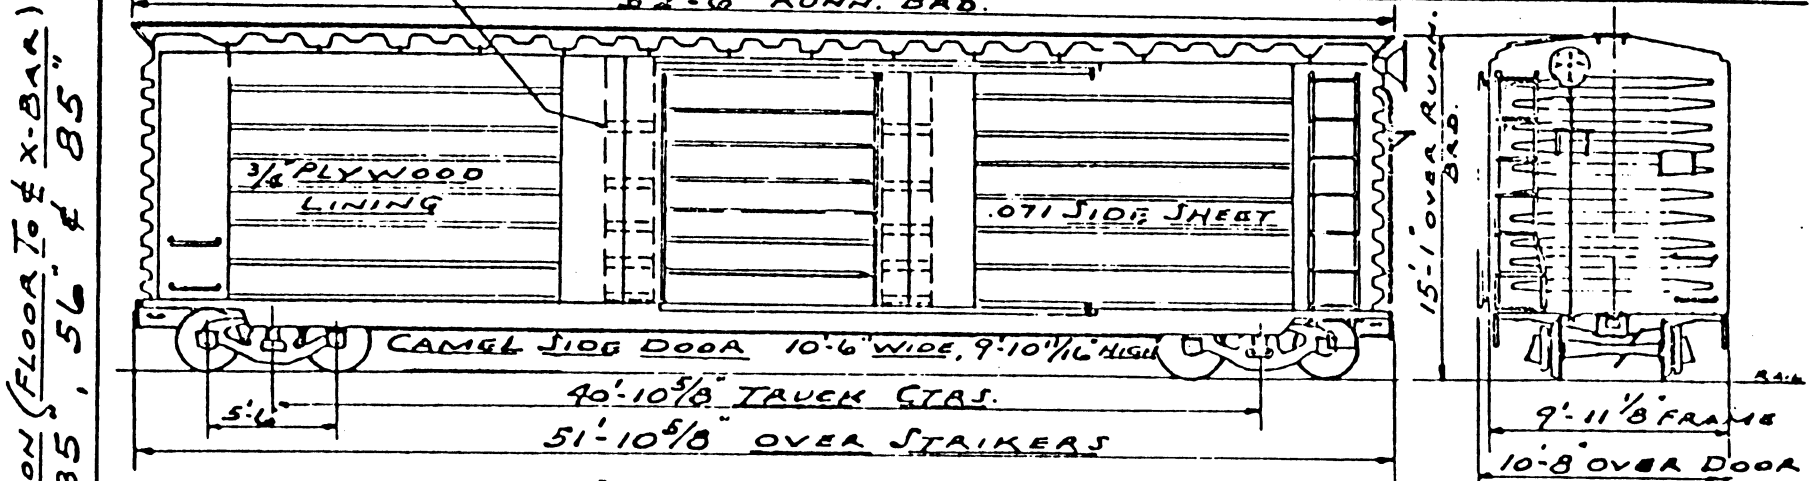 RUNN. BRD.
ON (FLOOR TO ₵ X-BAR)
35", 56" ₵ 85"
3/4" PLYWOOD
LINING
.071 SIDE SHEET
15'-1" OVER RUNN.
BRD.
CAMEL SIDE DOOR 10'-6" WIDE, 9'-10 11/16" HIGH
RAIL
40'-10 5/8" TRUCK CTRS.
5'-6"
9'-11 1/8" FRAME
51'-10 5/8" OVER STRIKERS
10'-8" OVER DOOR